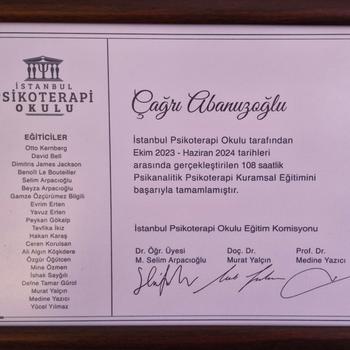 İSTANBUL
PSİKOTERAPİ
OKULU
EĞİTİCİLER
Otto Kernberg
David Bell
Dimitris James Jackson
Benoît Le Bouteiller
Selim Arpacıoğlu
Beyza Arpacıoğlu
Gamze Özçürümez Bilgili
Evrim Erten
Yavuz Erten
Peykan Gökalp
Tevfika İkiz
Hakan Karaş
Ceren Korulsan
Ali Algın Köşkdere
Özgür Öğütcen
Mine Özmen
İshak Sayğılı
Defne Tamar Gürol
Murat Yalçın
Medine Yazıcı
Yücel Yılmaz
Çağrı Abanuzoğlu
İstanbul Psikoterapi Okulu tarafından
Ekim 2023 - Haziran 2024 tarihleri
arasında gerçekleştirilen 108 saatlik
Psikanalitik Psikoterapi Kuramsal Eğitimini
başarıyla tamamlamıştır.
İstanbul Psikoterapi Okulu Eğitim Komisyonu
Dr. Öğr. Üyesi Doç. Dr. Prof. Dr.
M. Selim Arpacıoğlu Murat Yalçın Medine Yazıcı